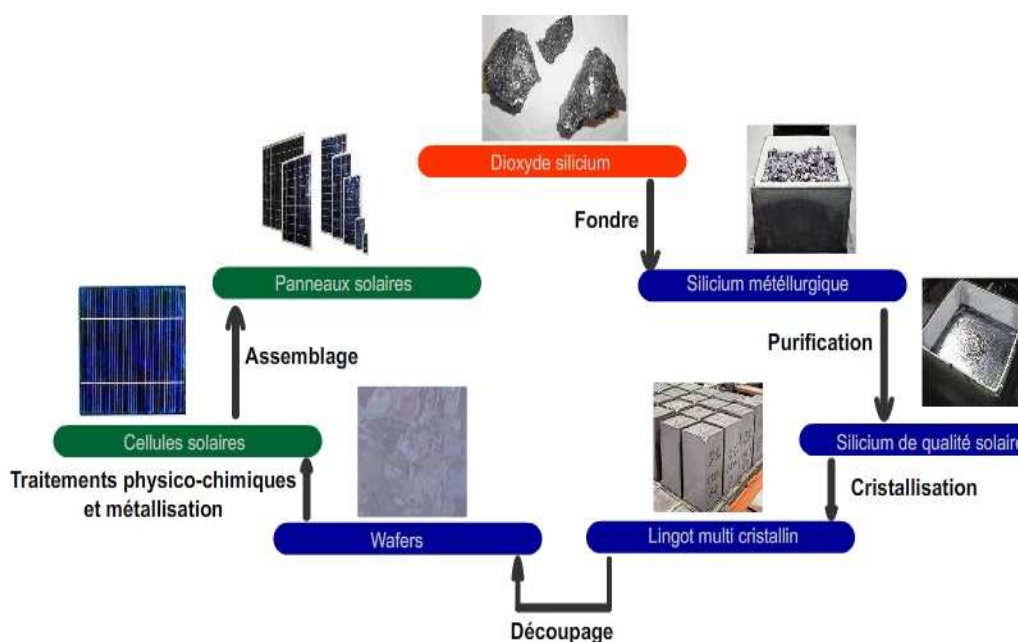 Dioxyde silicium
Fondre
Silicium métellurgique
Purification
Silicium de qualité solaire
Cristallisation
Lingot multi cristallin
Découpage
Wafers
Traitements physico-chimiques
et métallisation
Cellules solaires
Assemblage
Panneaux solaires